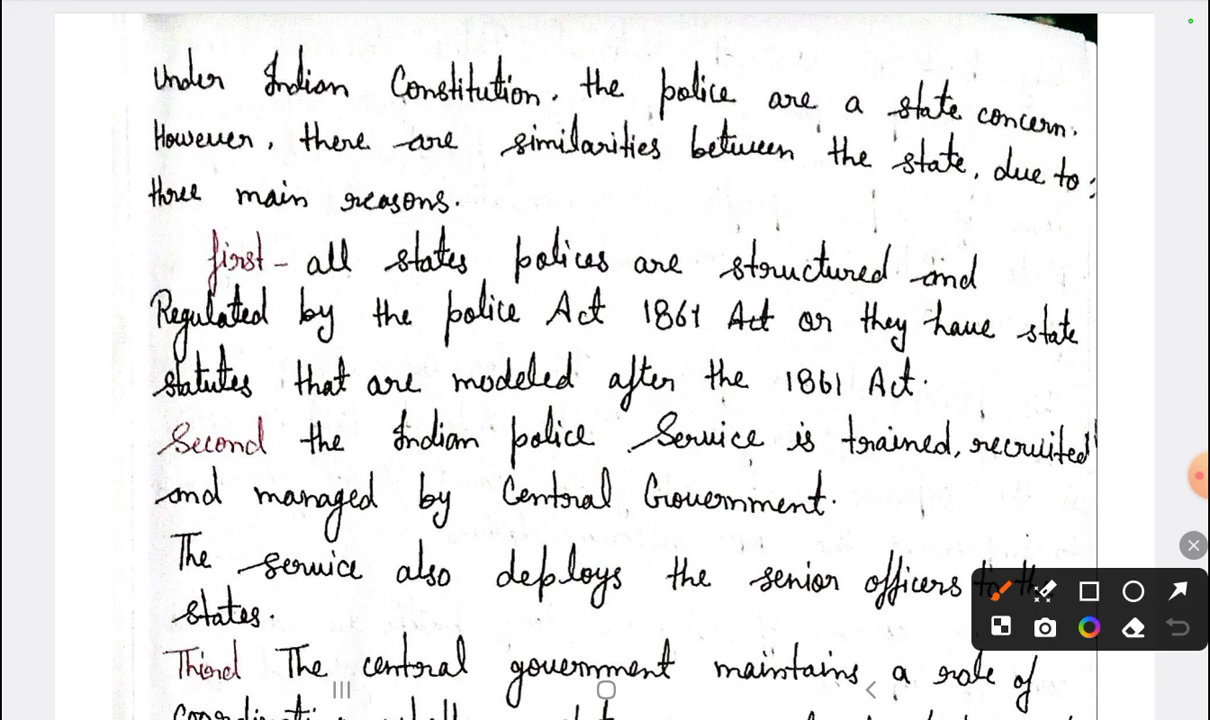 Under Indian Constitution. the police are a state concern.
However, there are similarities between the state, due to
three main reasons.
first - all states polices are structured and
Regulated by the police Act 1861 Act or they have state
statutes that are modeled after the 1861 Act.
Second the Indian police Service is trained, recruited
and managed by Central Government.
The service also deploys the senior officers to the
states.
Third The central government maintains a role of